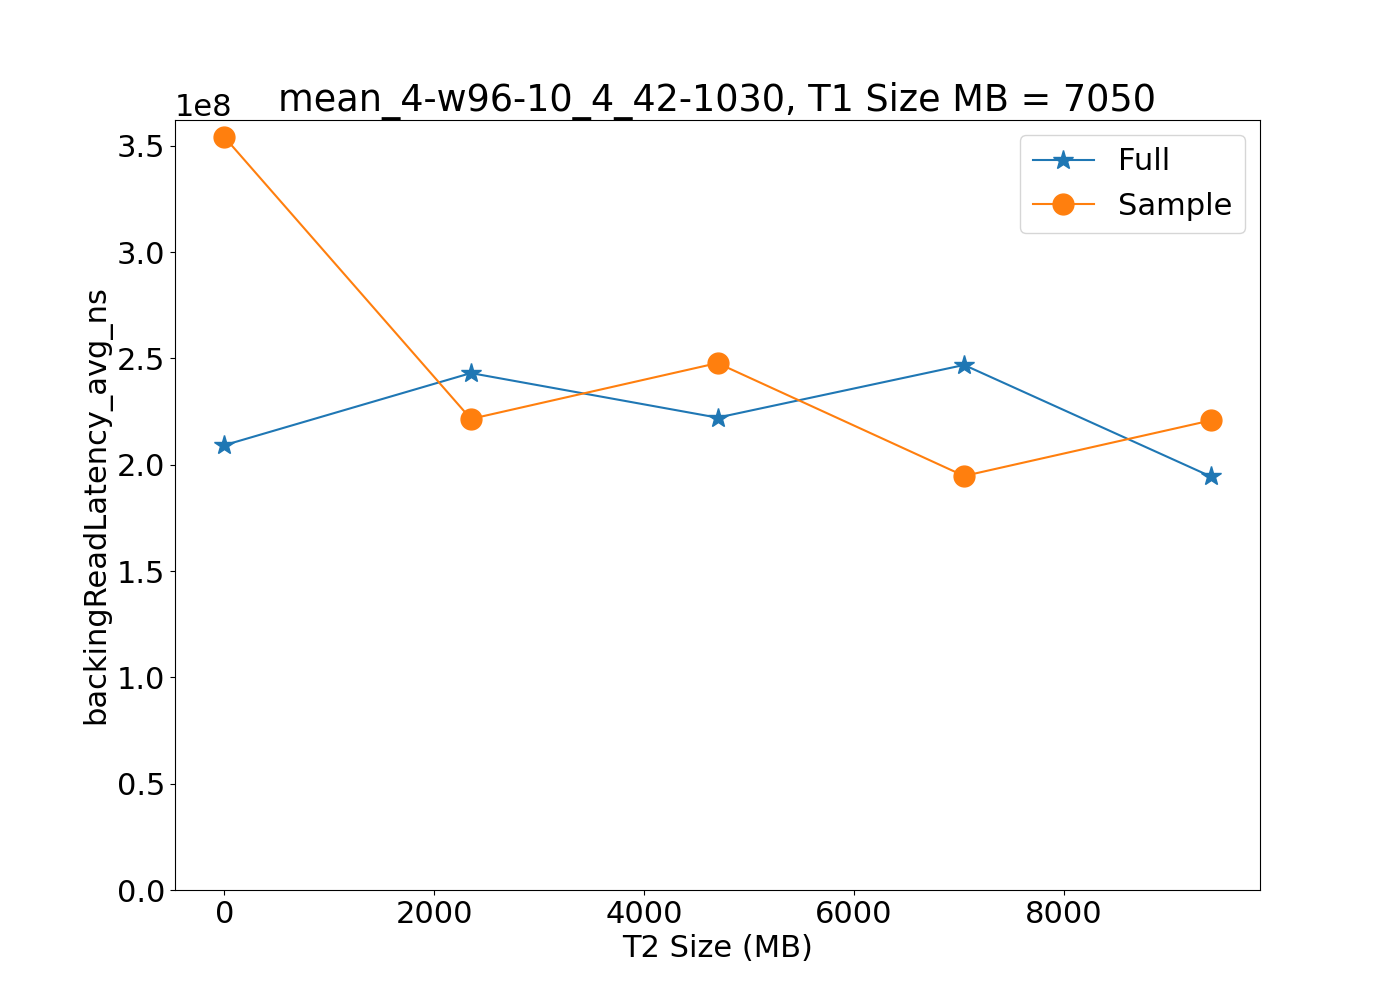 mean_4-w96-10_4_42-1030, T1 Size MB = 7050
1e8
3.5
3.0
2.5
2.0
1.5
1.0
0.5
0.0
backingReadLatency_avg_ns
Full
Sample
0 2000 4000 6000 8000
T2 Size (MB)